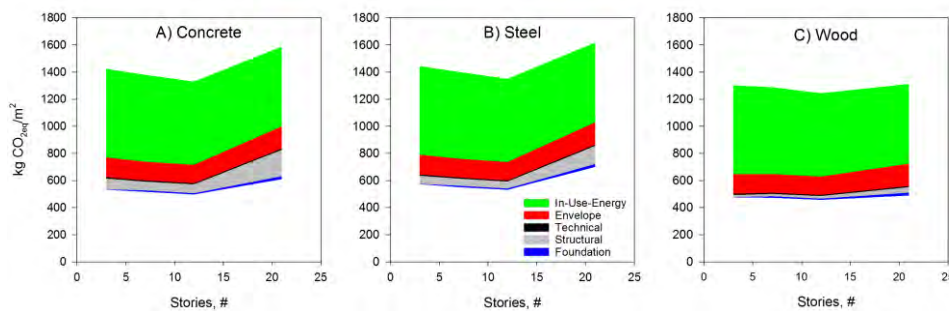 A) Concrete
B) Steel
C) Wood
kg CO2eq/m²
1800
1600
1400
1200
1000
800
600
400
200
0
0 5 10 15 20 25
Stories, #
1800
1600
1400
1200
1000
800
600
400
200
0
In-Use-Energy
Envelope
Technical
Structural
Foundation
0 5 10 15 20 25
Stories, #
1800
1600
1400
1200
1000
800
600
400
200
0
0 5 10 15 20 25
Stories, #